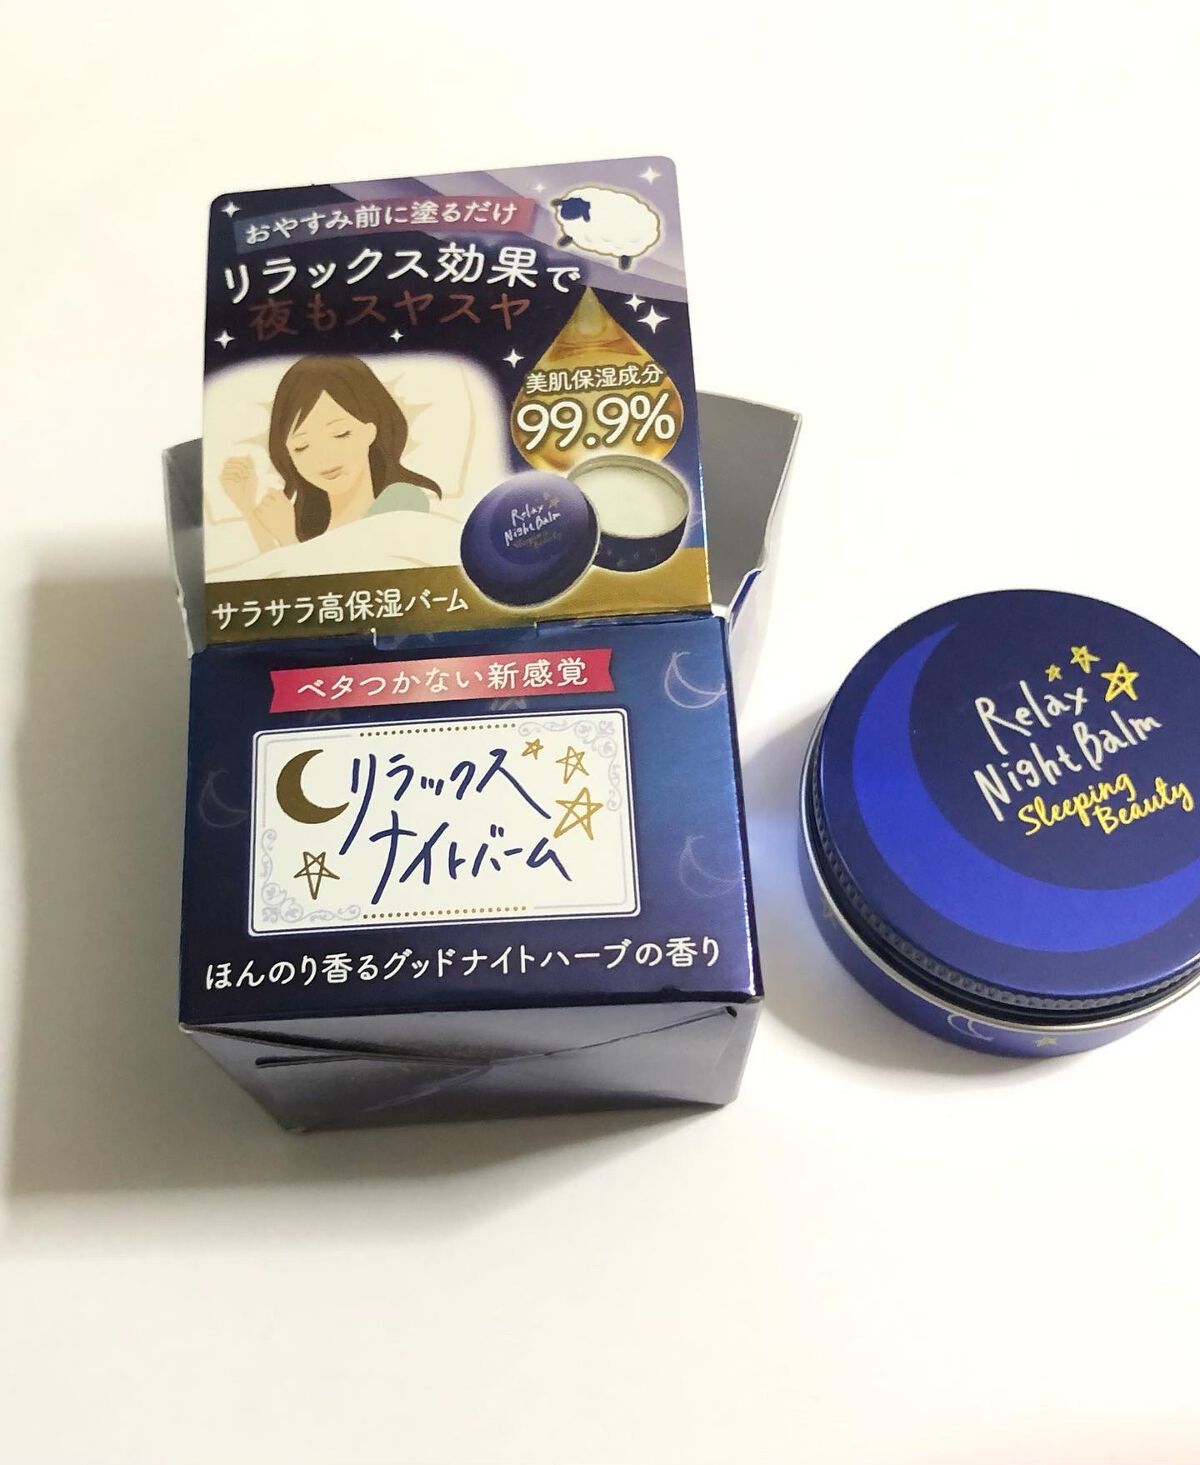 おやすみ前に塗るだけ
リラックス効果で
夜もスヤスヤ
美肌保湿成分
99.9%
Relax
Night Balm
Sleeping
Beauty
サラサラ高保湿バーム
ベタつかない新感覚
リラックス
ナイトバーム
ほんのり香るグッドナイトハーブの香り
Relax
Night Balm
Sleeping
Beauty